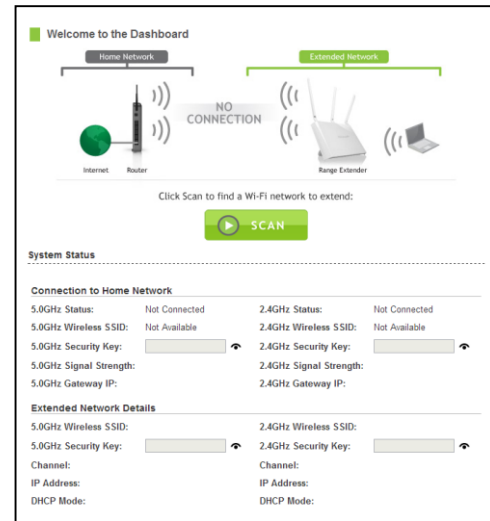 Welcome to the Dashboard
Home Network
Extended Network
NO
CONNECTION
Internet
Router
Range Extender
Click Scan to find a Wi-Fi network to extend:
SCAN
System Status
Connection to Home Network
5.0GHz Status: Not Connected 2.4GHz Status: Not Connected
5.0GHz Wireless SSID: Not Available 2.4GHz Wireless SSID: Not Available
5.0GHz Security Key: 2.4GHz Security Key:
5.0GHz Signal Strength: 2.4GHz Signal Strength:
5.0GHz Gateway IP: 2.4GHz Gateway IP:
Extended Network Details
5.0GHz Wireless SSID: 2.4GHz Wireless SSID:
5.0GHz Security Key: 2.4GHz Security Key:
Channel: Channel:
IP Address: IP Address:
DHCP Mode: DHCP Mode: